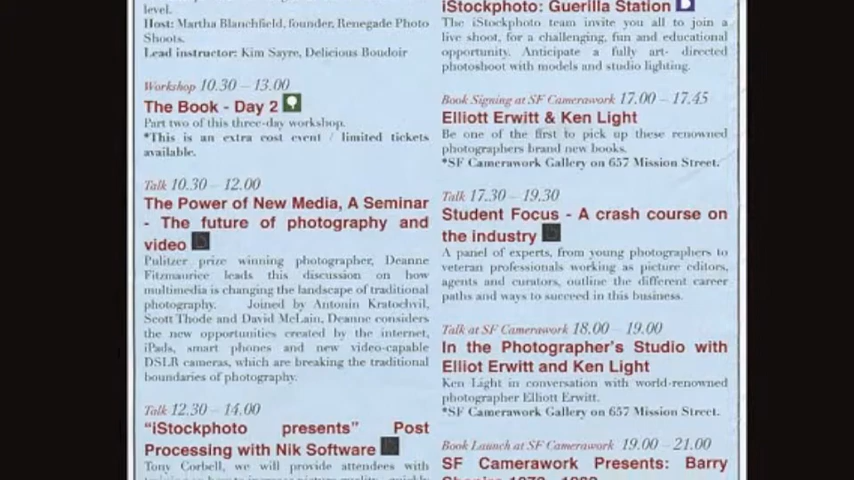 level.
Host: Martha Blanchfield, founder, Renegade Photo
Shoots.
Lead instructor: Kim Sayre, Delicious Boudoir
Workshop 10.30 – 13.00
The Book - Day 2
Part two of this three-day workshop.
*This is an extra cost event / limited tickets
available.
Talk 10.30 – 12.00
The Power of New Media, A Seminar
- The future of photography and
video
Pulitzer prize winning photographer, Deanne
Fitzmaurice leads this discussion on how
multimedia is changing the landscape of traditional
photography. Joined by Antonin Kratochvil,
Scott Thode and David McLain, Deanne considers
the new opportunities created by the internet,
iPads, smart phones and new video-capable
DSLR cameras, which are breaking the traditional
boundaries of photography.
Talk 12.30 – 14.00
“iStockphoto presents” Post
Processing with Nik Software
Tony Corbell, we will provide attendees with
iStockphoto: Guerilla Station
The iStockphoto team invite you all to join a
live shoot, for a challenging, fun and educational
opportunity. Anticipate a fully art- directed
photoshoot with models and studio lighting.
Book Signing at SF Camerawork 17.00 – 17.45
Elliott Erwitt & Ken Light
Be one of the first to pick up these renowned
photographers brand new books.
*SF Camerawork Gallery on 657 Mission Street.
Talk 17.30 – 19.30
Student Focus - A crash course on
the industry
A panel of experts, from young photographers to
veteran professionals working as picture editors,
agents and curators, outline the different career
paths and ways to succeed in this business.
Talk at SF Camerawork 18.00 – 19.00
In the Photographer's Studio with
Elliot Erwitt and Ken Light
Ken Light in conversation with world-renowned
photographer Elliott Erwitt.
*SF Camerawork Gallery on 657 Mission Street.
Book Launch at SF Camerawork 19.00 – 21.00
SF Camerawork Presents: Barry